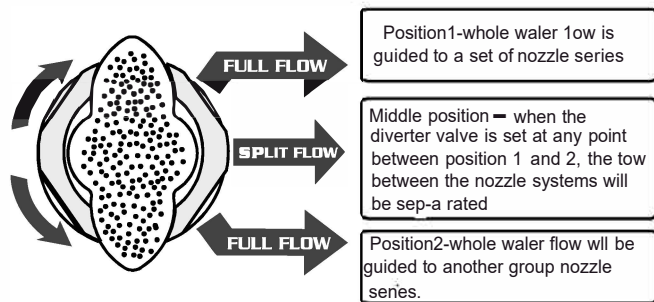 FULL FLOW
Position1-whole waler 1ow is
guided to a set of nozzle series
SPLIT FLOW
Middle position – when the
diverter valve is set at any point
between position 1 and 2, the tow
between the nozzle systems will
be sep-a rated
FULL FLOW
Position2-whole waler flow wll be
guided to another group nozzle
senes.